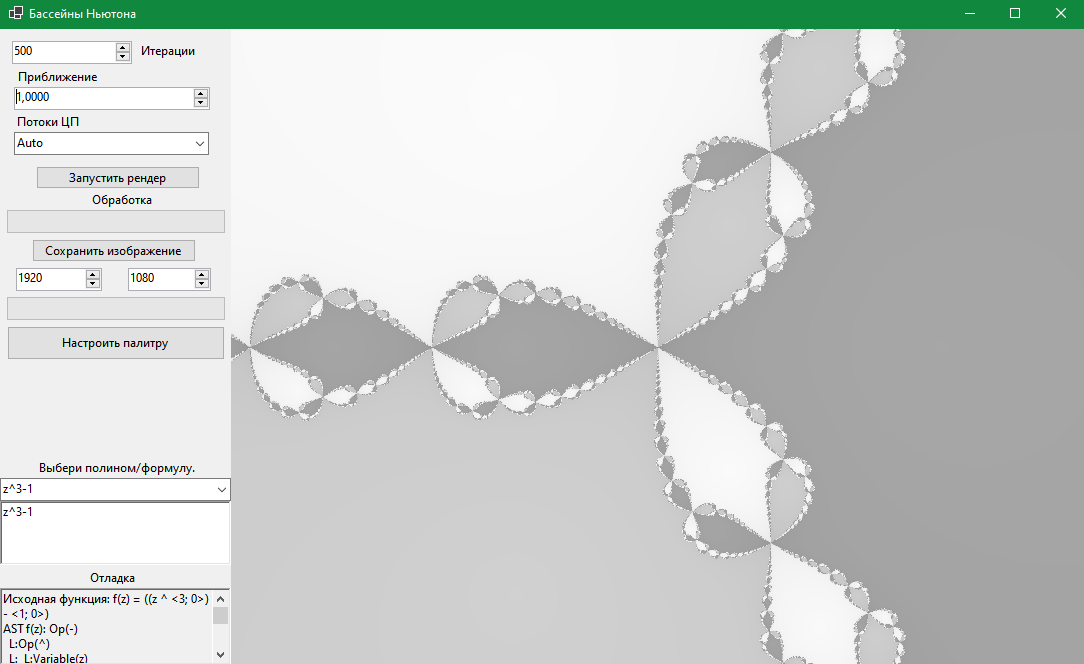 Бассейны Ньютона
500 Итерации
Приближение
1,0000
Потоки ЦП
Auto
Запустить рендер
Обработка
Сохранить изображение
1920 1080
Настроить палитру
Выбери полином/формулу.
z^3-1
z^3-1
Отладка
Исходная функция: f(z) = ((z ^ <3; 0>)
- <1; 0>)
AST f(z): Op(-)
L:Op(^)
L: L:Variable(z)